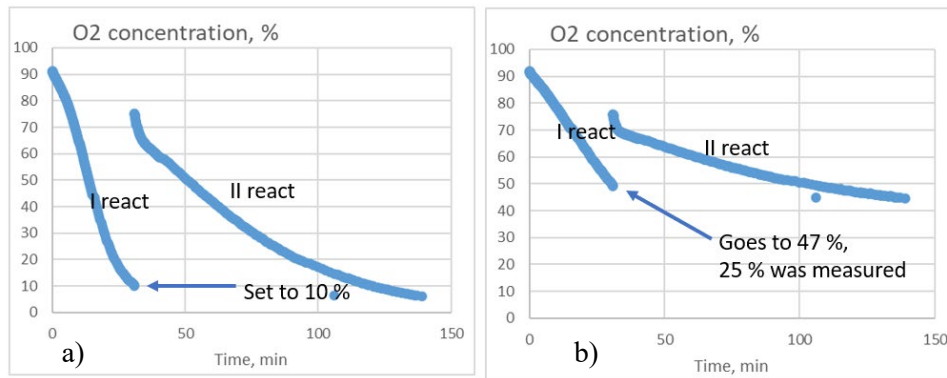 O2 concentration, %
100
90
80
70
60
50
40
30
20
10
0
I react
II react
Set to 10 %
0 50 100 150
a)
Time, min
O2 concentration, %
100
90
80
70
60
50
40
30
20
10
0
I react
II react
Goes to 47 %,
25 % was measured
0 50 100 150
b)
Time, min